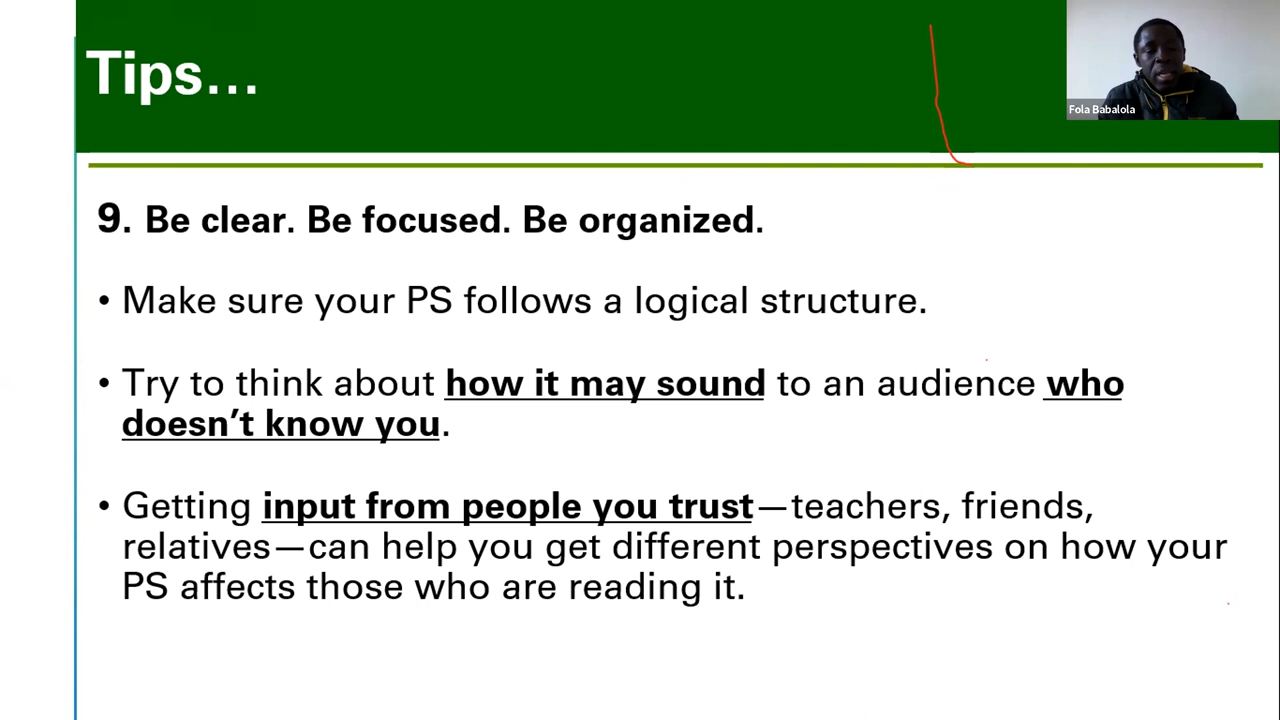 Tips…
Fola Babalola
9. Be clear. Be focused. Be organized.
• Make sure your PS follows a logical structure.
• Try to think about how it may sound to an audience who
doesn’t know you.
• Getting input from people you trust—teachers, friends,
relatives—can help you get different perspectives on how your
PS affects those who are reading it.